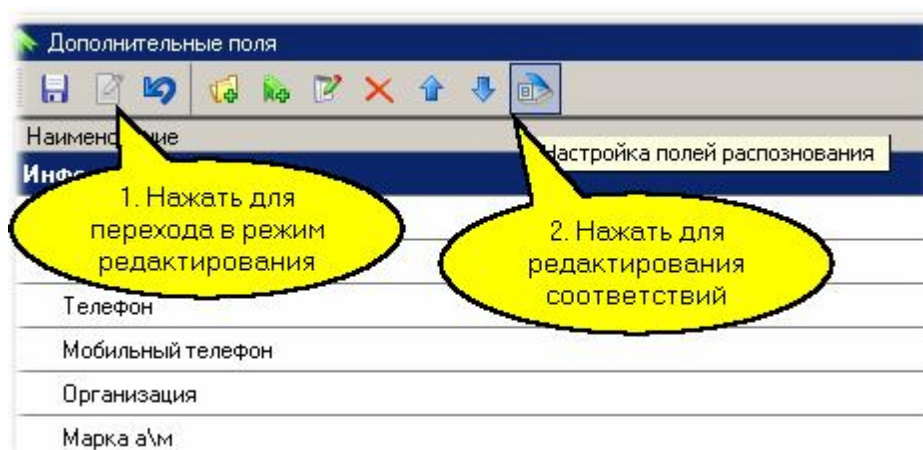 Дополнительные поля
Наименование
Настройка полей распознования
1. Нажать для
перехода в режим
редактирования
2. Нажать для
редактирования
соответствий
Телефон
Мобильный телефон
Организация
Марка а\м